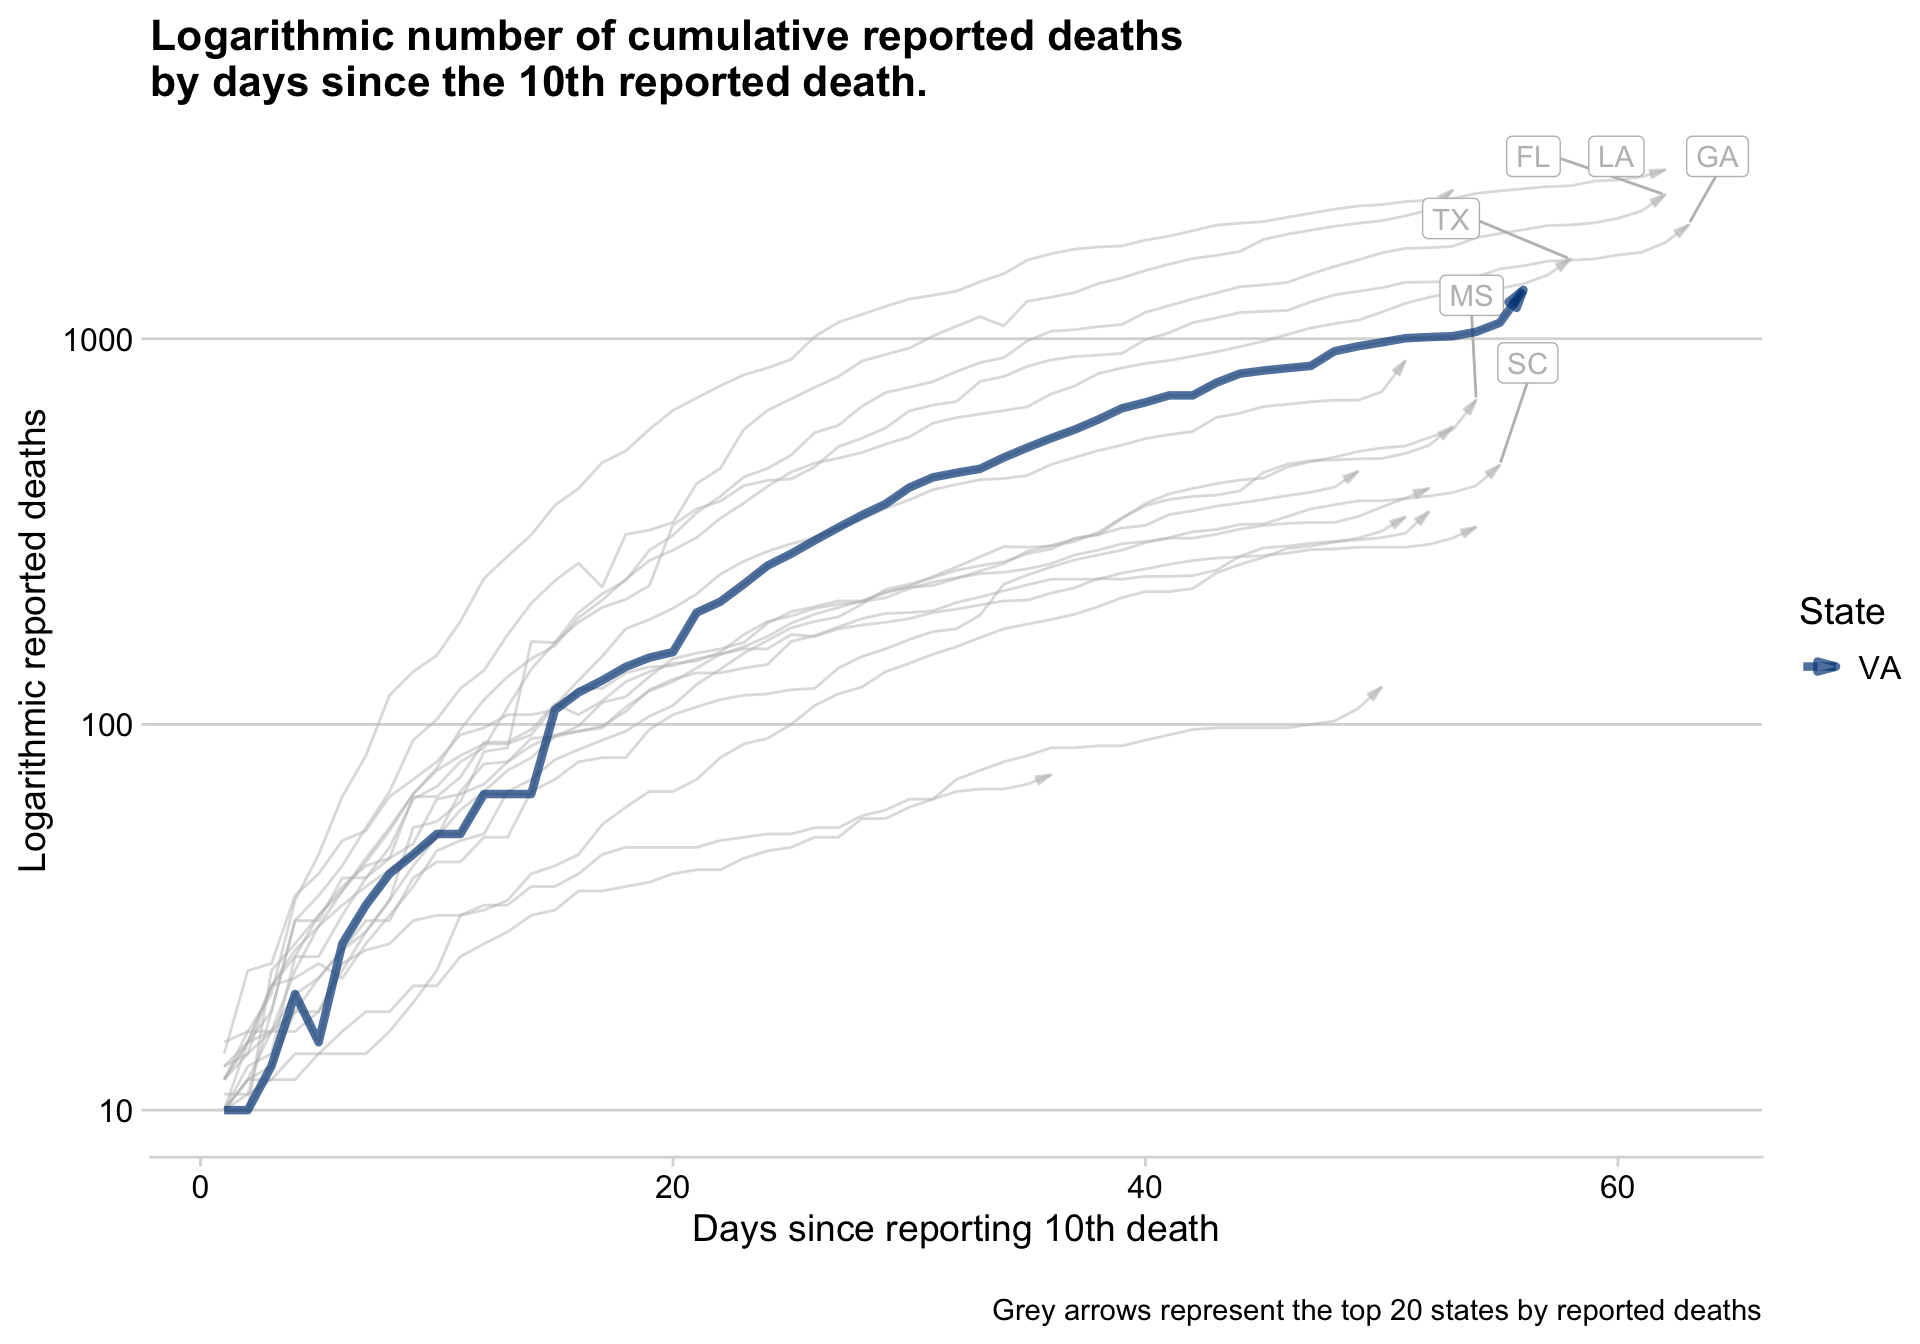 Logarithmic number of cumulative reported deaths
by days since the 10th reported death.
FL
LA
GA
TX
MS
SC
1000
100
10
Logarithmic reported deaths
State
VA
0
20
40
60
Days since reporting 10th death
Grey arrows represent the top 20 states by reported deaths